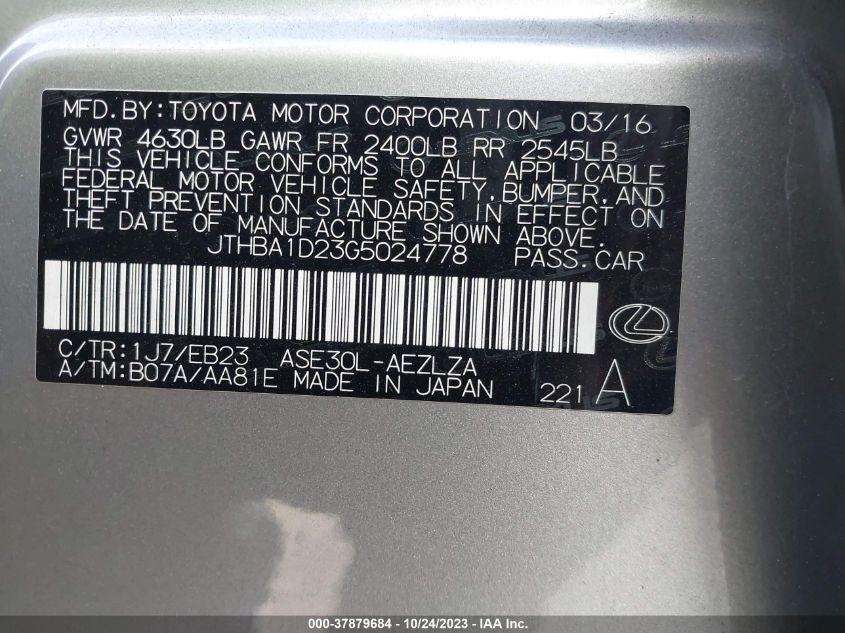 MFD.BY:TOYOTA MOTOR CORPORATION 03/16
GVWR 4630LB GAWR FR 2400LB RR 2545LB
THIS VEHICLE CONFORMS TO ALL APPLICABLE
FEDERAL MOTOR VEHICLE SAFETY,BUMPER,AND
THEFT PREVENTION STANDARDS IN EFFECT ON
THE DATE OF MANUFACTURE SHOWN ABOVE.
JTHBA1D23G5024778 PASS.CAR
C/TR:1J7/EB23 ASE30L-AEZLZA
A/TM:B07A/AA81E MADE IN JAPAN 221 A
000-37879684 - 10/24/2023 - IAA Inc.